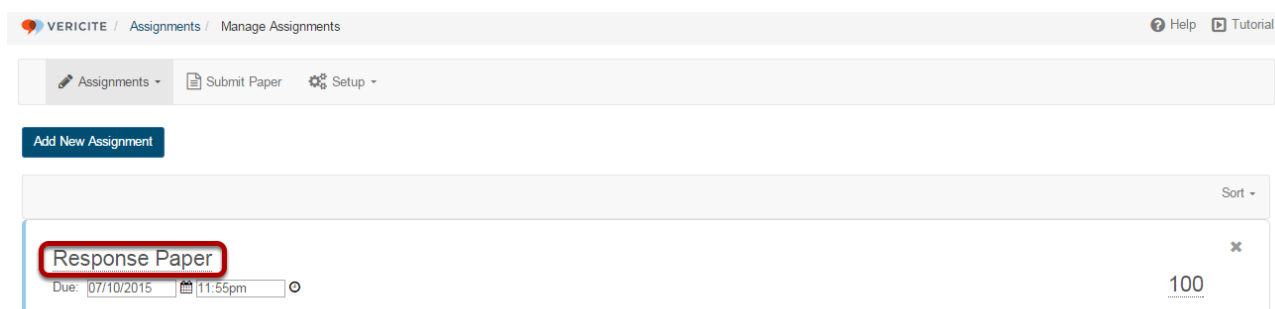 VERICITE / Assignments / Manage Assignments Help Tutorial
Assignments Submit Paper Setup
Add New Assignment
Sort
Response Paper
Due: 07/10/2015 11:55pm
100